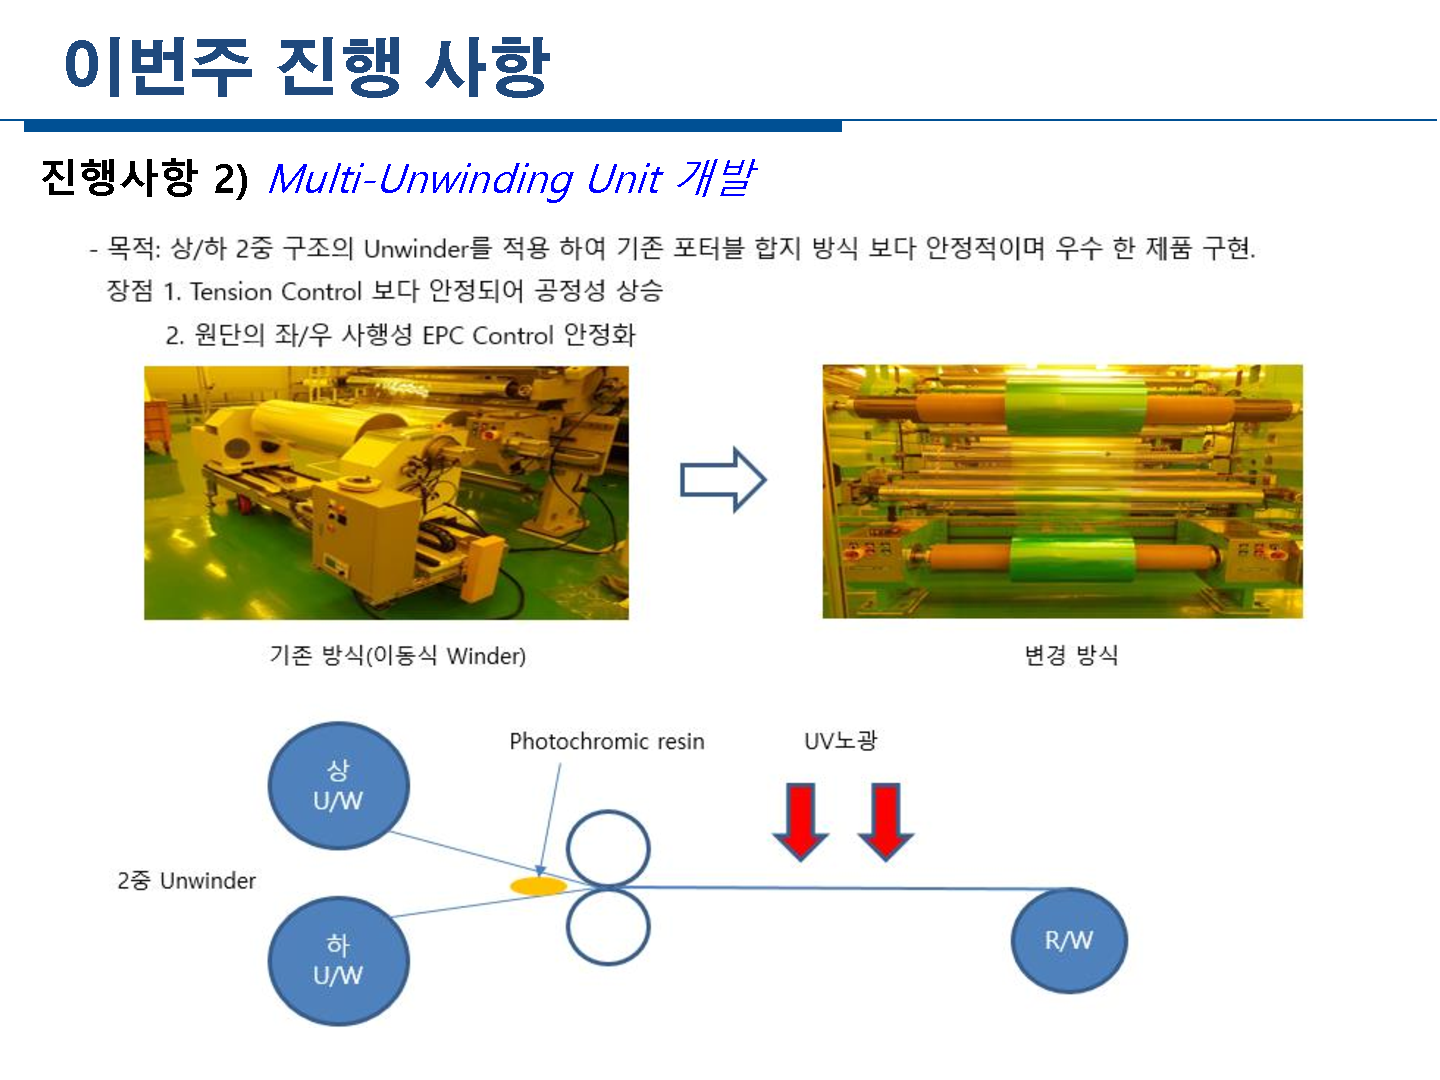 이번주 진행 사항
진행사항 2) Multi-Unwinding Unit 개발
- 목적: 상/하 2중 구조의 Unwinder를 적용 하여 기존 포터블 합지 방식 보다 안정적이며 우수 한 제품 구현.
장점 1. Tension Control 보다 안정되어 공정성 상승
2. 원단의 좌/우 사행성 EPC Control 안정화
기존 방식(이동식 Winder)
변경 방식
Photochromic resin
UV노광
상
U/W
2중 Unwinder
하
U/W
R/W